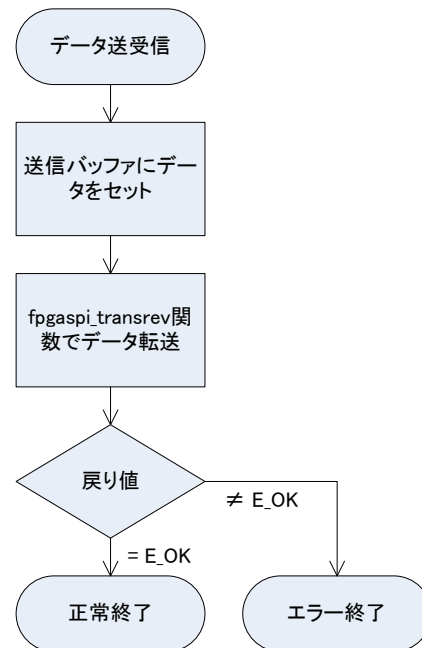 データ送受信
送信バッファにデー
タをセット
fpgaspi_transrev関
数でデータ転送
戻り値
≠ E_OK
= E_OK
正常終了
エラー終了